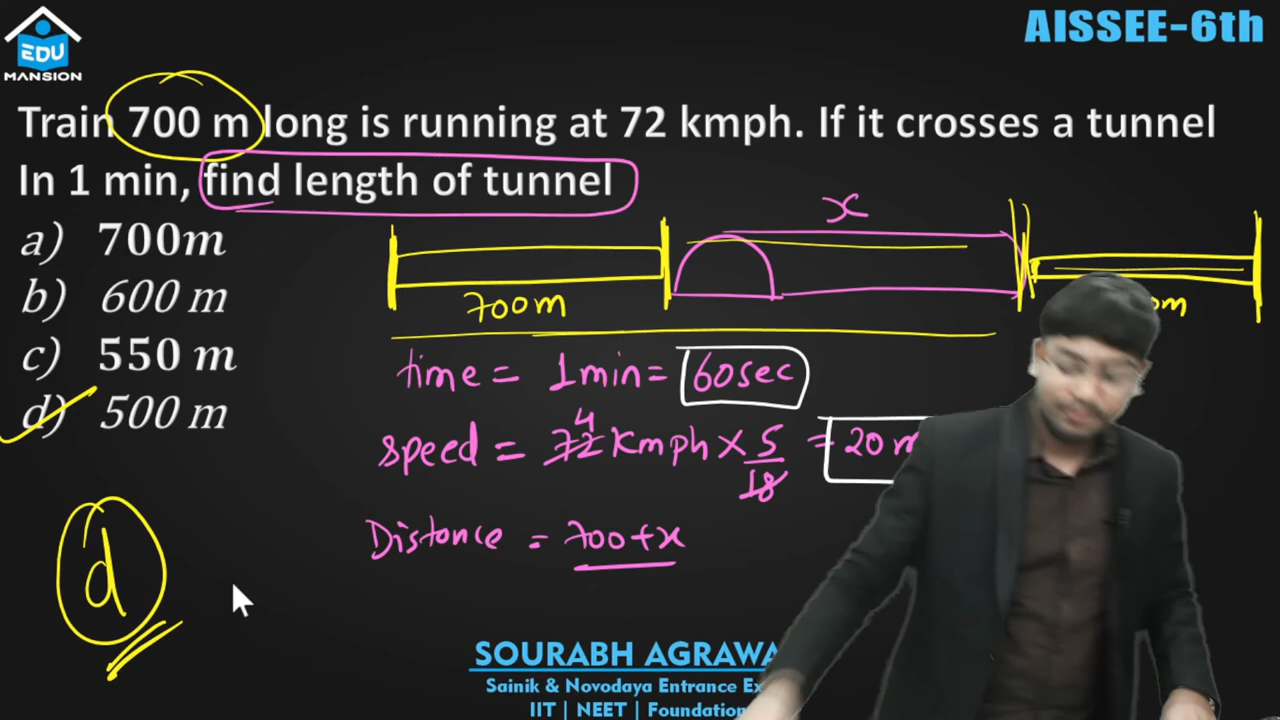 EDU
MANSION
AISSEE-6th
Train 700 m long is running at 72 kmph. If it crosses a tunnel
In 1 min, find length of tunnel
a) 700m
b) 600 m
c) 550 m
d) 500 m
x
700m
m
time = 1min = 60sec
4
speed = 72 Kmph × 5/18 = 20 m
Distance = 700+x
d
SOURABH AGRAWA
Sainik & Novodaya Entrance Ex
IIT | NEET | Foundation